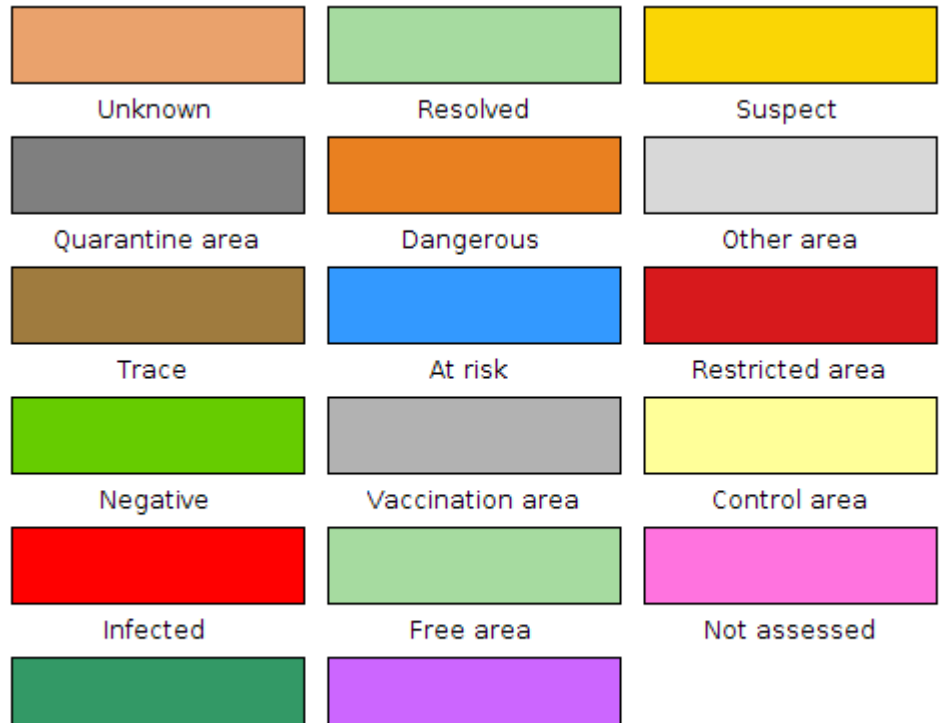 Unknown Resolved Suspect
Quarantine area Dangerous Other area
Trace At risk Restricted area
Negative Vaccination area Control area
Infected Free area Not assessed